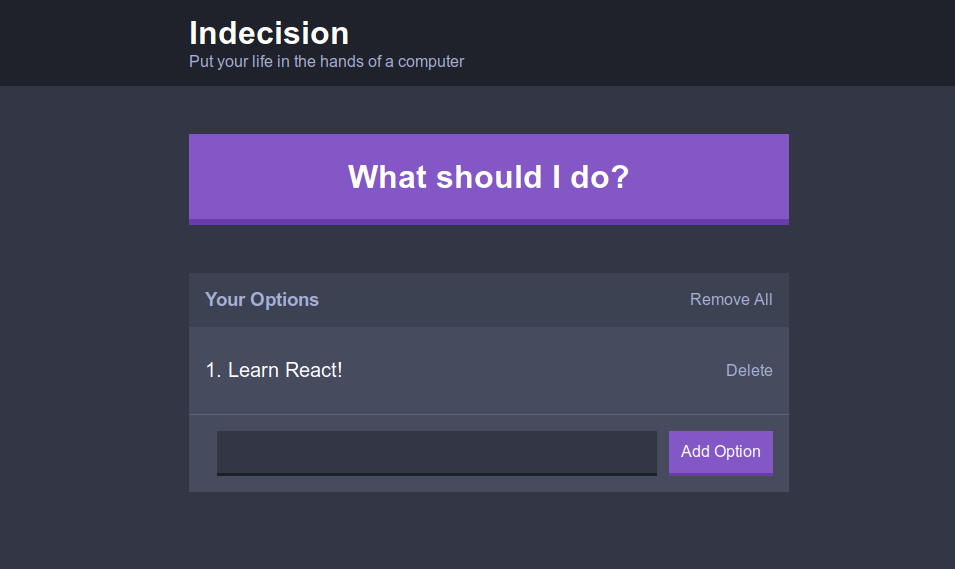 Indecision
Put your life in the hands of a computer
What should I do?
Your Options
Remove All
1. Learn React!
Delete
Add Option